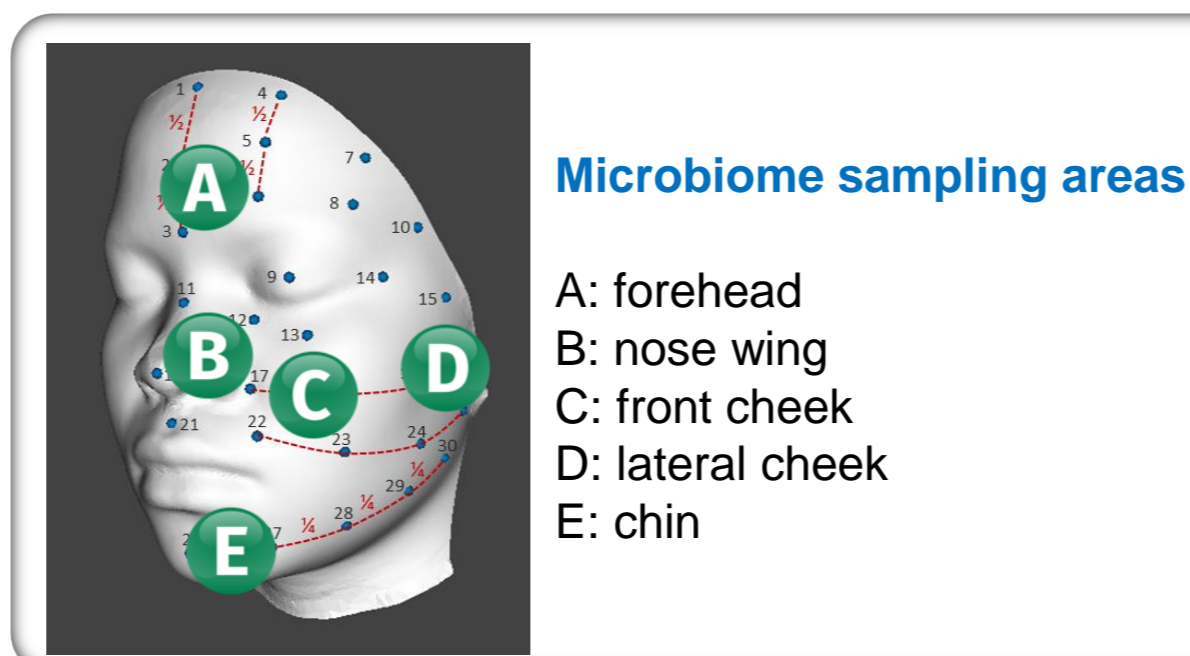 1
4
½
½
5
2
½
7
A
8
3
10
9
14
11
15
12
13
B
D
17
C
21
22
23
24
30
¼
29
¼
28
¼
E
Microbiome sampling areas
A: forehead
B: nose wing
C: front cheek
D: lateral cheek
E: chin